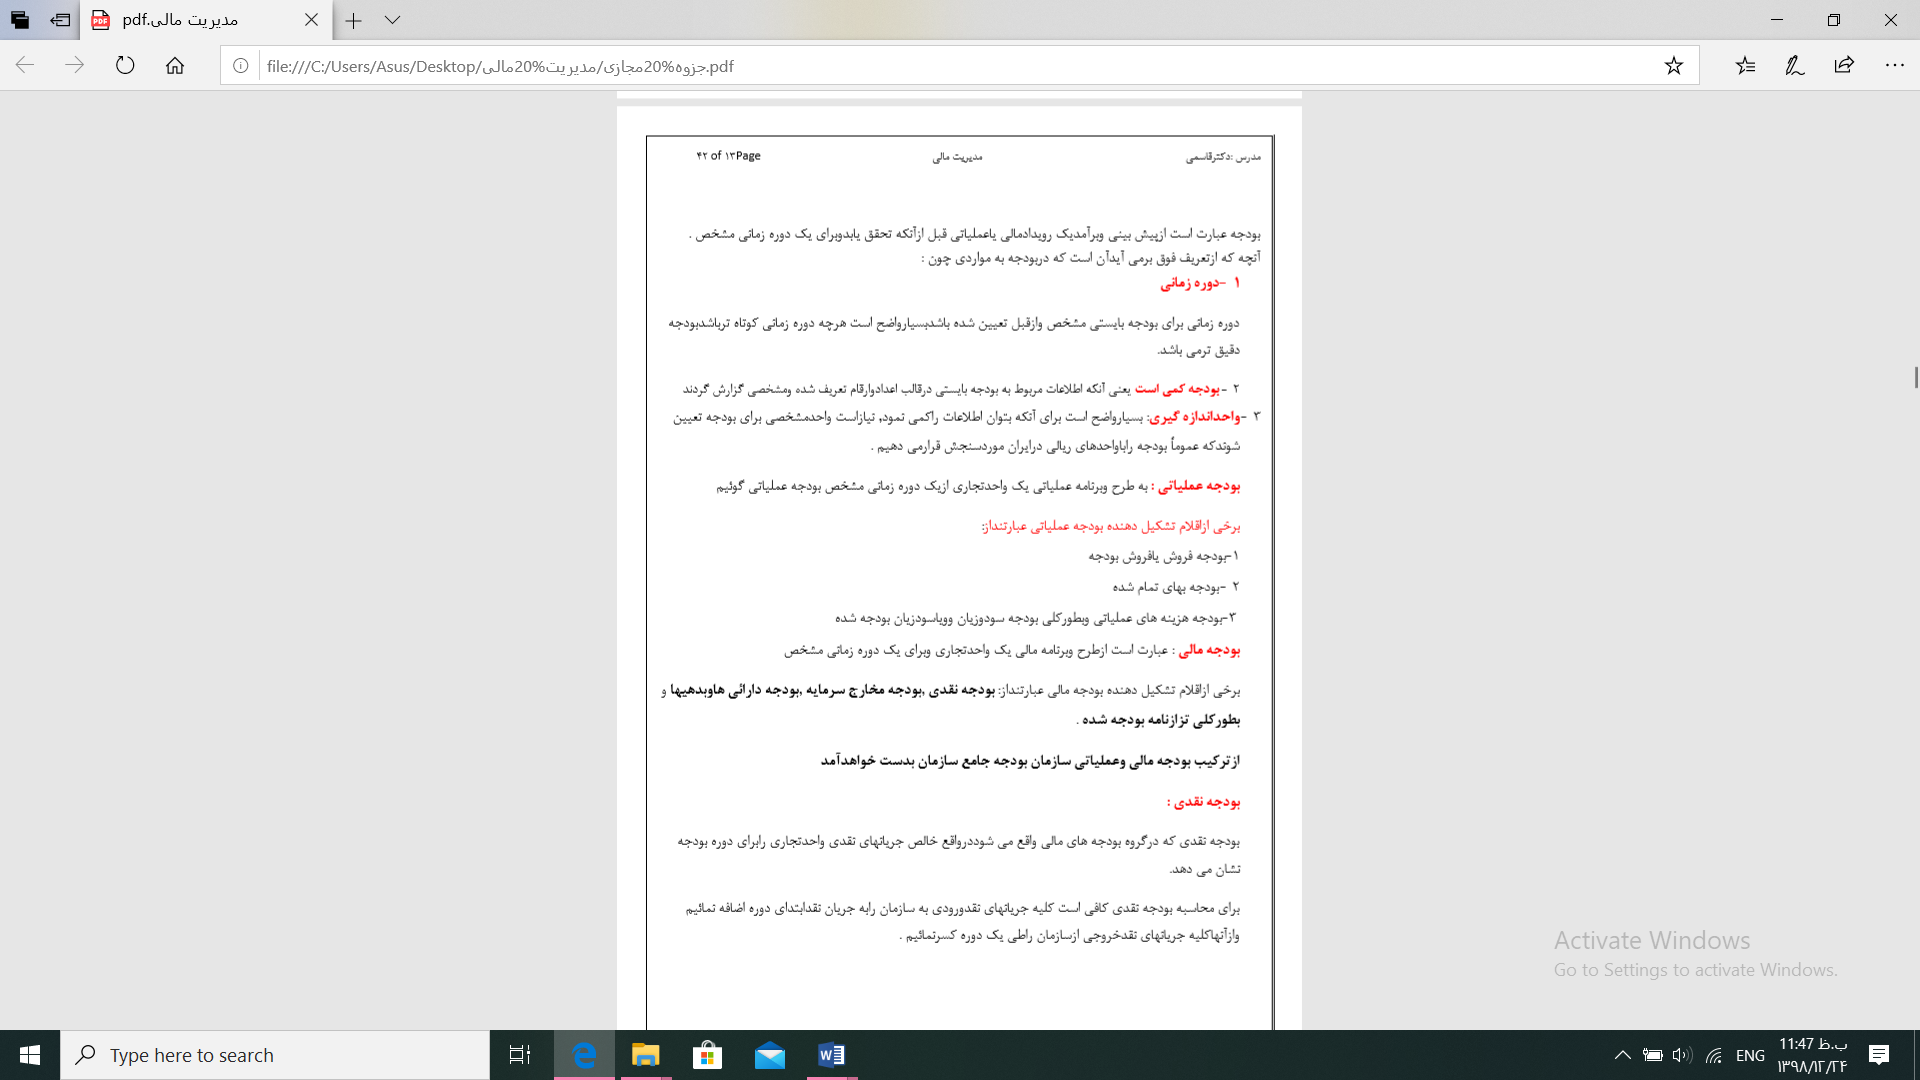 مدیریت مالی.pdf
file:///C:/Users/Asus/Desktop/جزوه%20مجازی/مدیریت%20مالی.pdf
مدرس :دکترقاسمی
مدیریت مالی
۴۲ of ۱۳Page
بودجه عبارت است ازپیش بینی وبرآمدیک رویدادمالی یاعملیاتی قبل ازآنکه تحقق یابدوبرای یک دوره زمانی مشخص .
آنچه که ازتعریف فوق برمی آیدآن است که دربودجه به مواردی چون :
۱ -دوره زمانی
دوره زمانی برای بودجه بایستی مشخص وازقبل تعیین شده باشدبسیارواضح است هرچه دوره زمانی کوتاه ترباشدبودجه
دقیق ترمی باشد.
۲ -بودجه کمی است یعنی آنکه اطلاعات مربوط به بودجه بایستی درقالب اعدادوارقام تعریف شده ومشخصی گزارش گردند
۳ -واحداندازه گیری: بسیارواضح است برای آنکه بتوان اطلاعات راکمی نمود, نیازاست واحدمشخصی برای بودجه تعیین
شوندکه عموماً بودجه راباواحدهای ریالی درایران موردسنجش قرارمی دهیم .
بودجه عملیاتی : به طرح وبرنامه عملیاتی یک واحدتجاری ازیک دوره زمانی مشخص بودجه عملیاتی گوئیم
برخی ازاقلام تشکیل دهنده بودجه عملیاتی عبارتنداز:
۱-بودجه فروش یافروش بودجه
۲ -بودجه بهای تمام شده
۳-بودجه هزینه های عملیاتی وبطورکلی بودجه سودوزیان وویاسودزیان بودجه شده
بودجه مالی : عبارت است ازطرح وبرنامه مالی یک واحدتجاری وبرای یک دوره زمانی مشخص
برخی ازاقلام تشکیل دهنده بودجه مالی عبارتنداز: بودجه نقدی ,بودجه مخارج سرمایه ,بودجه دارائی هاوبدهیها و
بطورکلی ترازنامه بودجه شده .
ازترکیب بودجه مالی وعملیاتی سازمان بودجه جامع سازمان بدست خواهدآمد
بودجه نقدی :
بودجه نقدی که درگروه بودجه های مالی واقع می شوددرواقع خالص جریانهای نقدی واحدتجاری رابرای دوره بودجه
نشان می دهد.
برای محاسبه بودجه نقدی کافی است کلیه جریانهای نقدورودی به سازمان رابه جریان نقدابتدای دوره اضافه نمائیم
وازآنهاکلیه جریانهای نقدخروجی ازسازمان راطی یک دوره کسرنمائیم .
Activate Windows
Go to Settings to activate Windows.
Type here to search
ENG
11:47 ب.ظ
۱۳۹۸/۱۲/۲۴